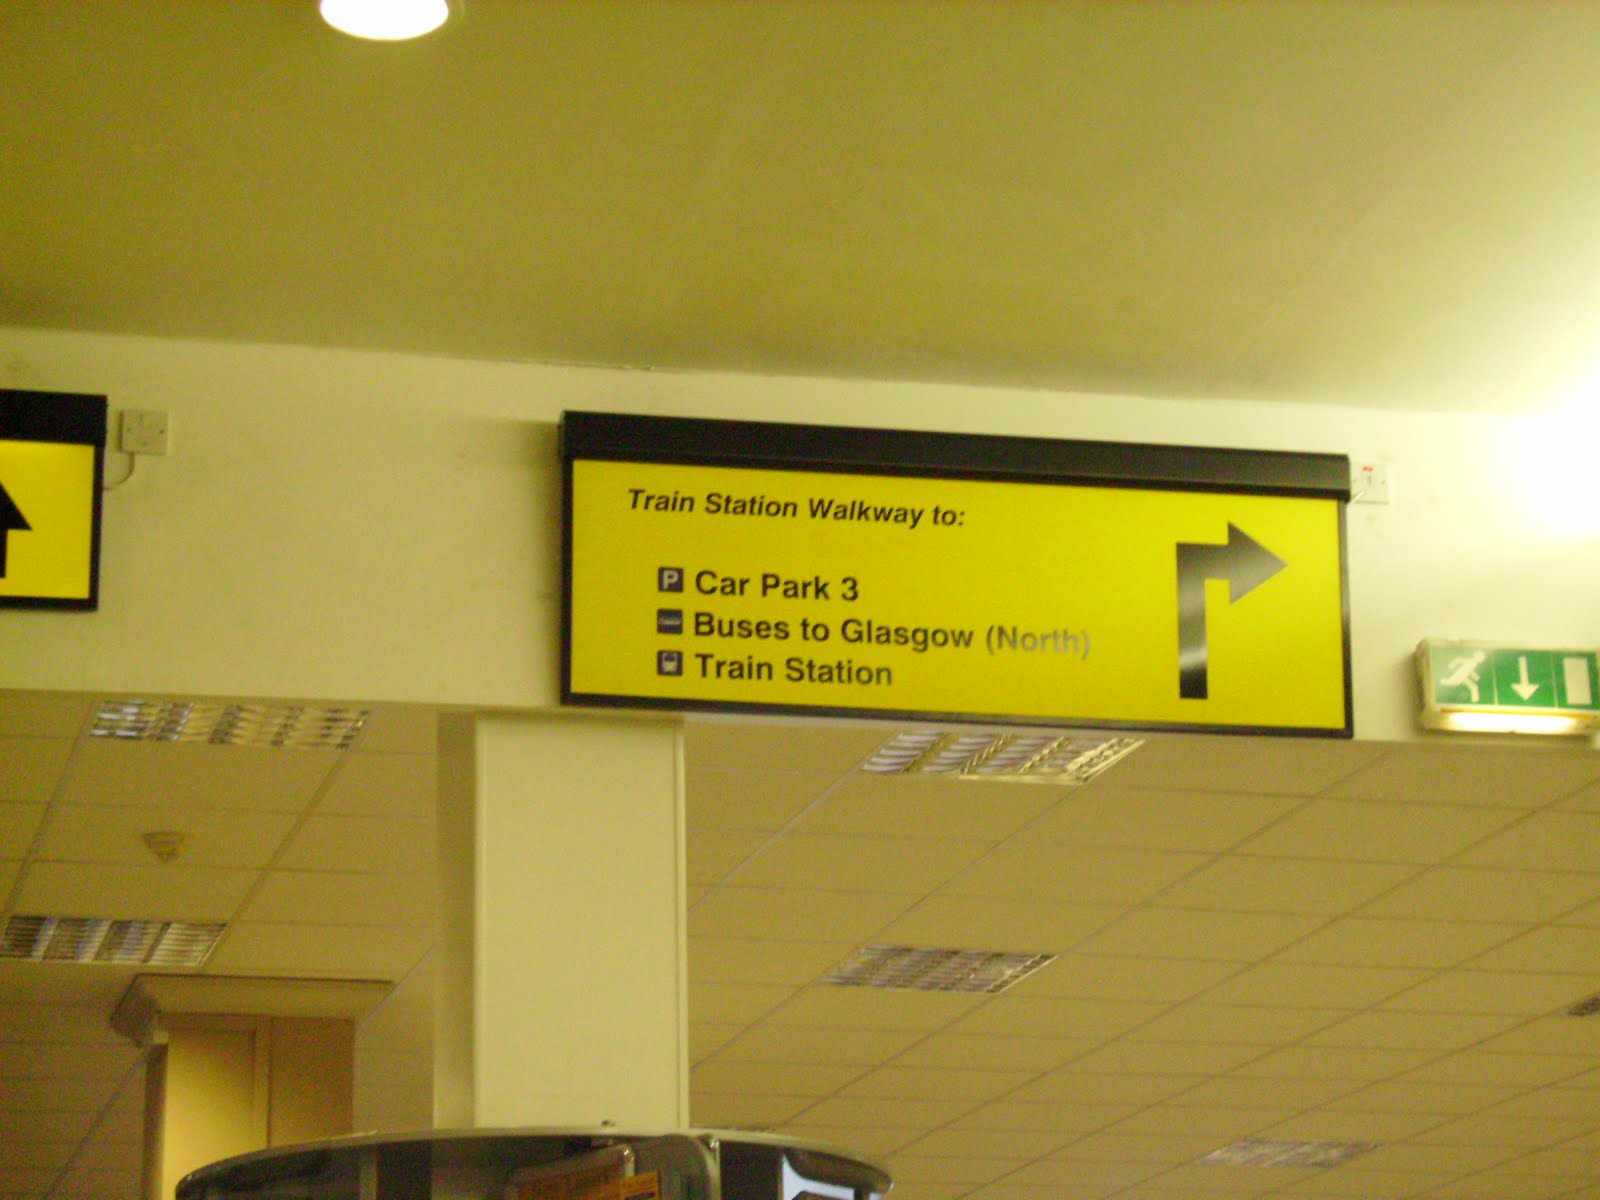 Train Station Walkway to:
P Car Park 3
Buses to Glasgow (North)
Train Station